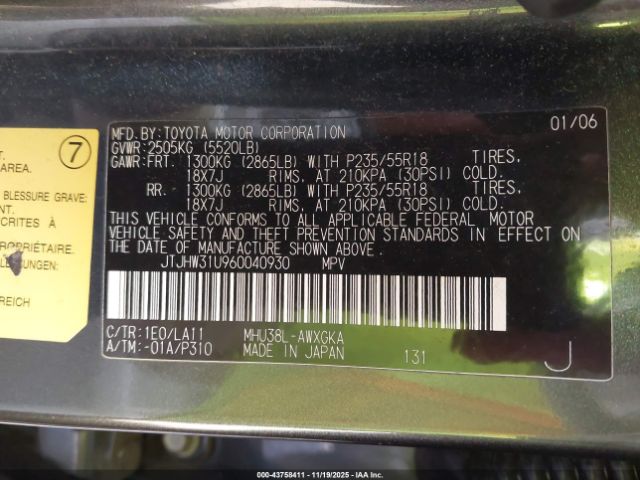 7
T.
AREA.
BLESSURE GRAVE:
NT.
CRITES À
PROPRIÉTAIRE.
EREICH
MFD. BY: TOYOTA MOTOR CORPORATION 01/06
GVWR: 2505KG (5520LB)
GAWR: FRT. 1300KG (2865LB) WITH P235/55R18 TIRES,
18X7J RIMS, AT 210KPA (30PSI) COLD.
RR. 1300KG (2865LB) WITH P235/55R18 TIRES,
18X7J RIMS, AT 210KPA (30PSI) COLD.
THIS VEHICLE CONFORMS TO ALL APPLICABLE FEDERAL MOTOR
VEHICLE SAFETY AND THEFT PREVENTION STANDARDS IN EFFECT ON
THE DATE OF MANUFACTURE SHOWN ABOVE.
JTJHW31U960040930 MPV
C/TR: 1E0/LA11 MHU38L-AWXGKA
A/TM: -01A/P310 MADE IN JAPAN 131 J
000-43758411 - 11/19/2025 - IAA Inc.